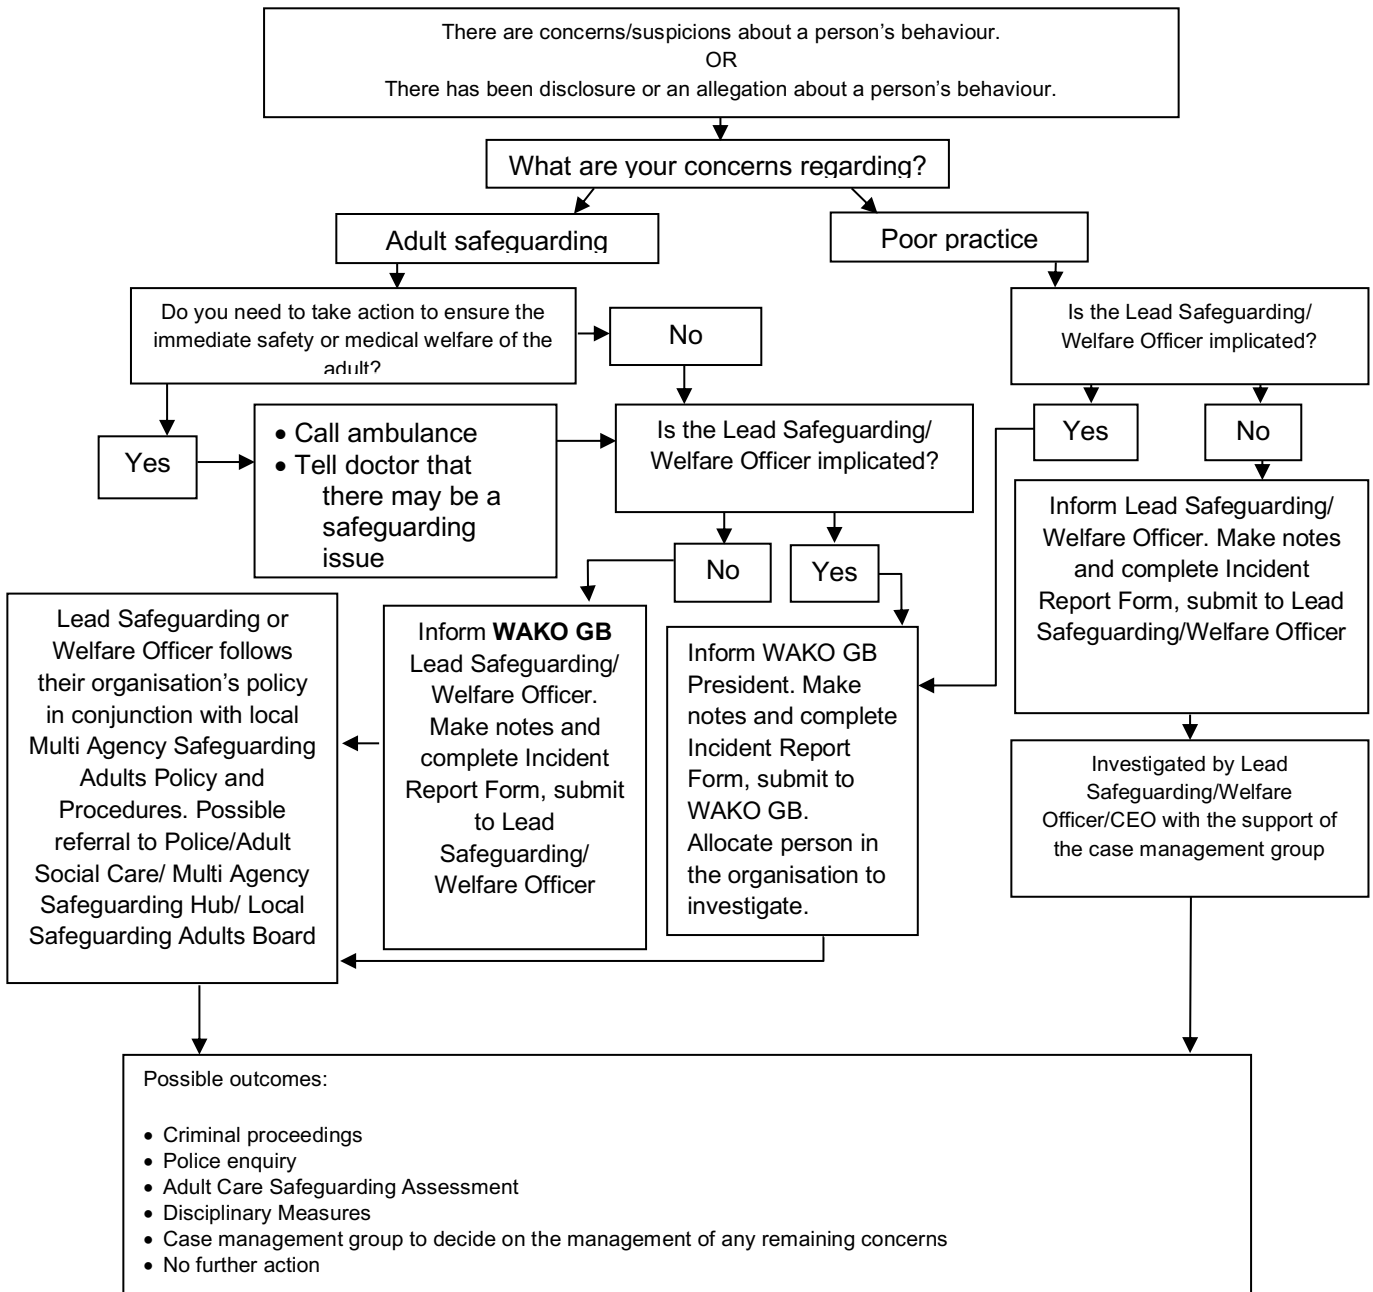 There are concerns/suspicions about a person’s behaviour.
OR
There has been disclosure or an allegation about a person’s behaviour.
What are your concerns regarding?
Adult safeguarding
Poor practice
Do you need to take action to ensure the
immediate safety or medical welfare of the
adult?
No
Is the Lead Safeguarding/
Welfare Officer implicated?
Yes
• Call ambulance
• Tell doctor that
there may be a
safeguarding
issue
Is the Lead Safeguarding/
Welfare Officer implicated?
Yes
No
No
Yes
Inform Lead Safeguarding/
Welfare Officer. Make notes
and complete Incident
Report Form, submit to Lead
Safeguarding/Welfare Officer
Lead Safeguarding or
Welfare Officer follows
their organisation’s policy
in conjunction with local
Multi Agency Safeguarding
Adults Policy and
Procedures. Possible
referral to Police/Adult
Social Care/ Multi Agency
Safeguarding Hub/ Local
Safeguarding Adults Board
Inform WAKO GB
Lead Safeguarding/
Welfare Officer.
Make notes and
complete Incident
Report Form, submit
to Lead
Safeguarding/
Welfare Officer
Inform WAKO GB
President. Make
notes and complete
Incident Report
Form, submit to
WAKO GB.
Allocate person in
the organisation to
investigate.
Investigated by Lead
Safeguarding/Welfare
Officer/CEO with the support of
the case management group
Possible outcomes:
• Criminal proceedings
• Police enquiry
• Adult Care Safeguarding Assessment
• Disciplinary Measures
• Case management group to decide on the management of any remaining concerns
• No further action